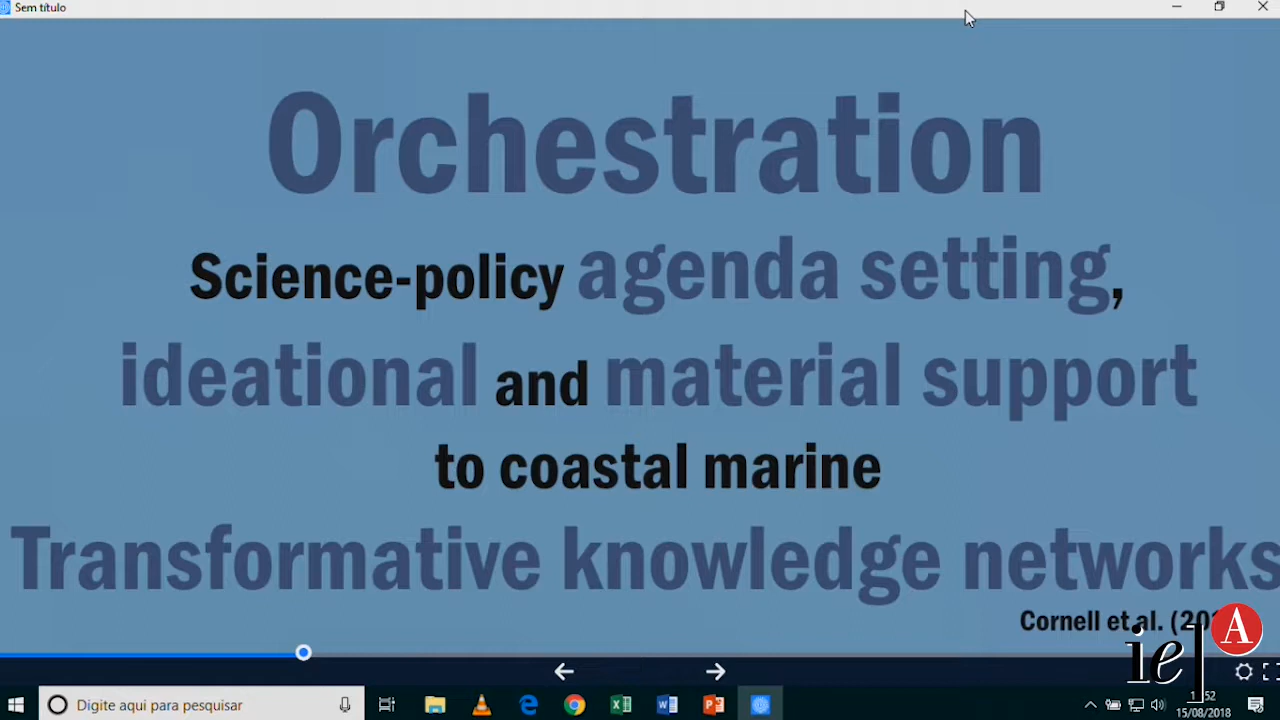 Sem título
Orchestration
Science-policy agenda setting,
ideational and material support
to coastal marine
Transformative knowledge networks
Cornell et al.
ie A
Digite aqui para pesquisar
15/08/2018